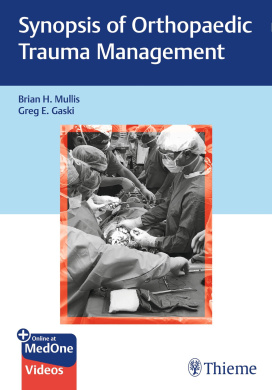 Synopsis of Orthopaedic
Trauma Management
Brian H. Mullis
Greg E. Gaski
+Online at
MedOne
Videos
Thieme